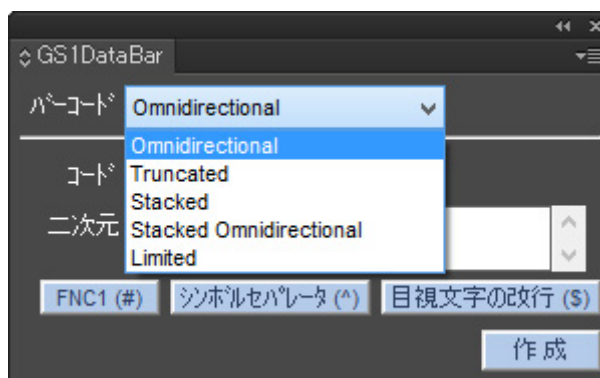 GS1DataBar
ﾊﾞｰｺｰﾄﾞ Omnidirectional
Omnidirectional
Truncated
Stacked
Stacked Omnidirectional
Limited
ｺｰﾄﾞ
二次元
FNC1 (#) ｼﾝﾎﾞﾙｾﾊﾟﾚｰﾀ (^) 目視文字の改行 ($)
作成